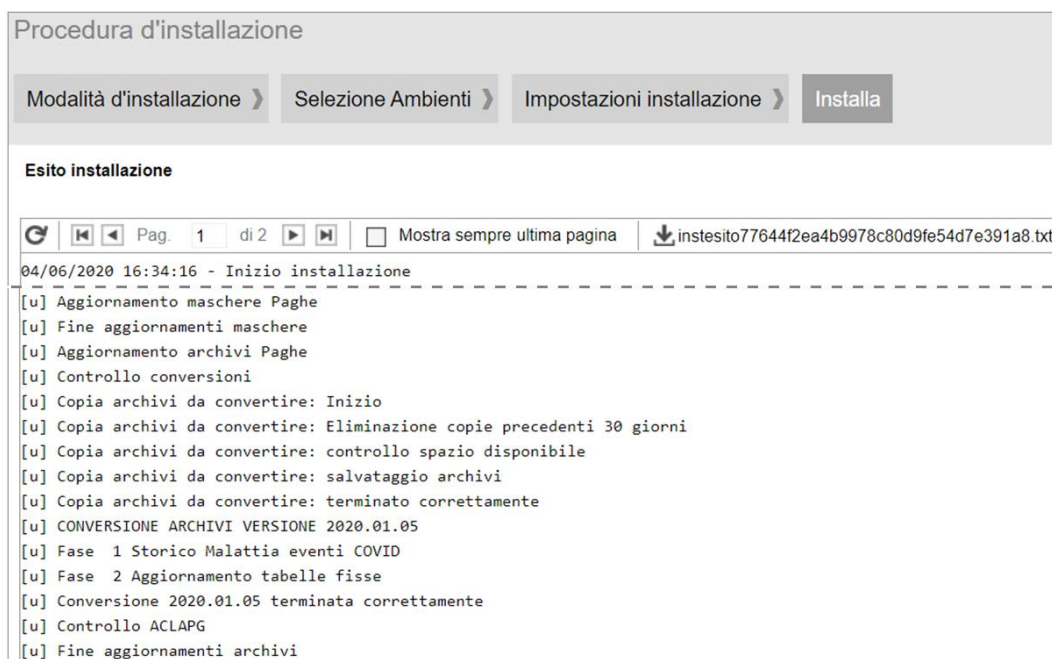 Procedura d'installazione
Modalità d'installazione ❯ Selezione Ambienti ❯ Impostazioni installazione ❯ Installa
Esito installazione
Pag. 1 di 2 Mostra sempre ultima pagina instesito77644f2ea4b9978c80d9fe54d7e391a8.txt
04/06/2020 16:34:16 - Inizio installazione
[u] Aggiornamento maschere Paghe
[u] Fine aggiornamenti maschere
[u] Aggiornamento archivi Paghe
[u] Controllo conversioni
[u] Copia archivi da convertire: Inizio
[u] Copia archivi da convertire: Eliminazione copie precedenti 30 giorni
[u] Copia archivi da convertire: controllo spazio disponibile
[u] Copia archivi da convertire: salvataggio archivi
[u] Copia archivi da convertire: terminato correttamente
[u] CONVERSIONE ARCHIVI VERSIONE 2020.01.05
[u] Fase  1 Storico Malattia eventi COVID
[u] Fase  2 Aggiornamento tabelle fisse
[u] Conversione 2020.01.05 terminata correttamente
[u] Controllo ACLAPG
[u] Fine aggiornamenti archivi